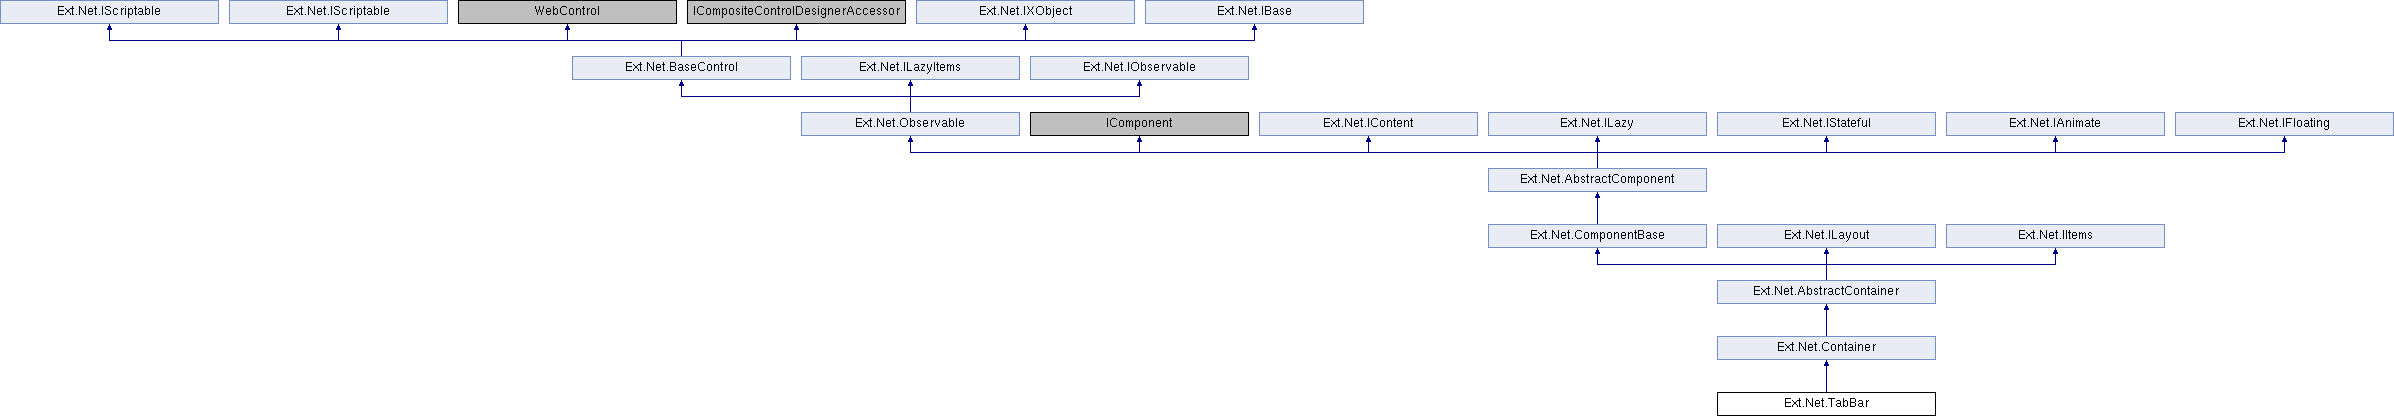 Ext.Net.IScriptable
Ext.Net.IScriptable
WebControl
ICompositeControlDesignerAccessor
Ext.Net.IXObject
Ext.Net.IBase
Ext.Net.BaseControl
Ext.Net.ILazyItems
Ext.Net.IObservable
Ext.Net.Observable
IComponent
Ext.Net.IContent
Ext.Net.ILazy
Ext.Net.IStateful
Ext.Net.IAnimate
Ext.Net.IFloating
Ext.Net.AbstractComponent
Ext.Net.ComponentBase
Ext.Net.ILayout
Ext.Net.IItems
Ext.Net.AbstractContainer
Ext.Net.Container
Ext.Net.TabBar